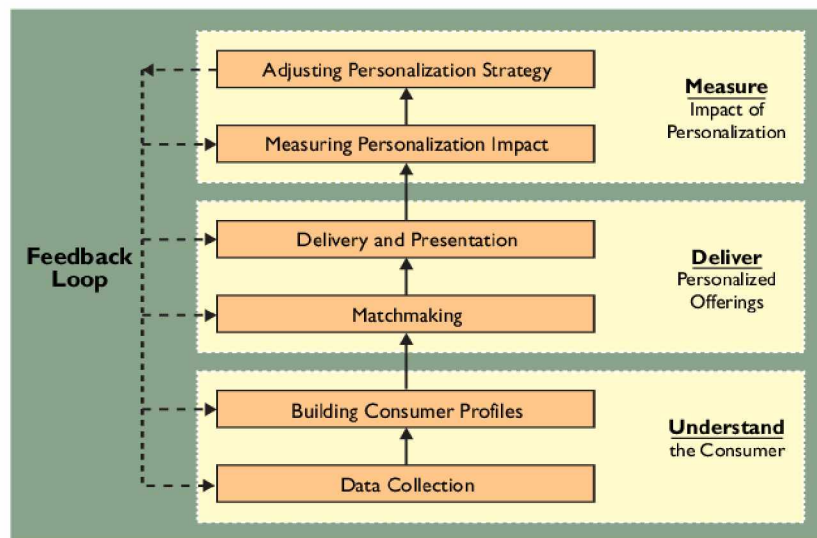 Adjusting Personalization Strategy
Measuring Personalization Impact
Measure
Impact of
Personalization
Feedback
Loop
Delivery and Presentation
Matchmaking
Deliver
Personalized
Offerings
Building Consumer Profiles
Data Collection
Understand
the Consumer